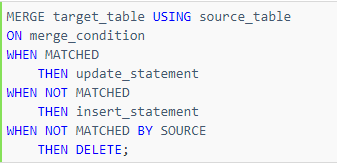 MERGE target_table USING source_table
ON merge_condition
WHEN MATCHED
    THEN update_statement
WHEN NOT MATCHED
    THEN insert_statement
WHEN NOT MATCHED BY SOURCE
    THEN DELETE;